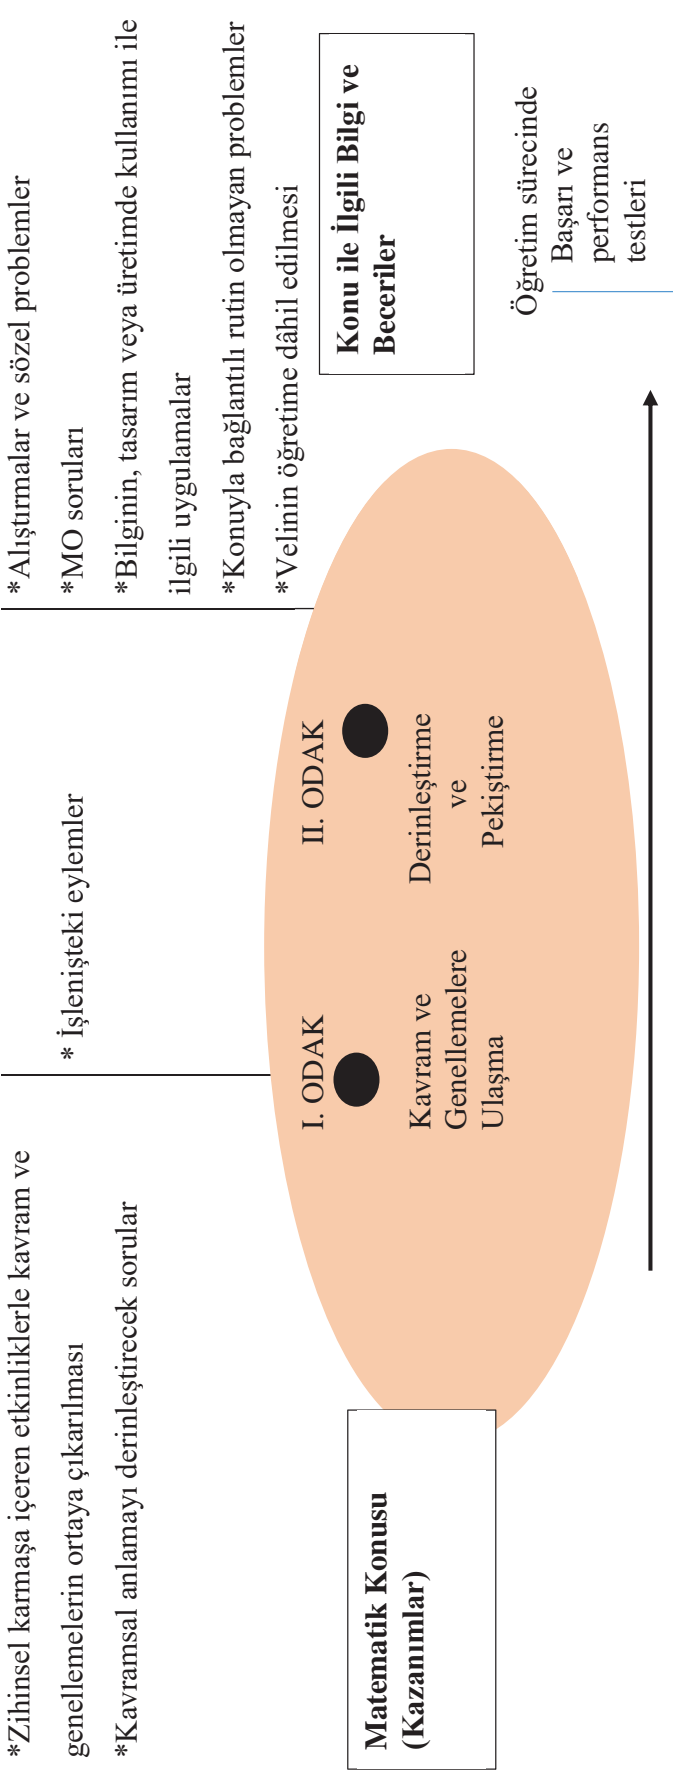 *Zihinsel karmaşa içeren etkinliklerle kavram ve
genellemelerin ortaya çıkarılması
*Kavramsal anlamayı derinleştirecek sorular
* İşlenişteki eylemler
*Alıştırmalar ve sözel problemler
*MO soruları
*Bilginin, tasarım veya üretimde kullanımı ile
ilgili uygulamalar
*Konuyla bağlantılı rutin olmayan problemler
*Velinin öğretime dâhil edilmesi
Matematik Konusu
(Kazanımlar)
I. ODAK
Kavram ve
Genellemelere
Ulaşma
II. ODAK
Derinleştirme
ve
Pekiştirme
Konu ile İlgili Bilgi ve
Beceriler
Öğretim sürecinde
Başarı ve
performans
testleri